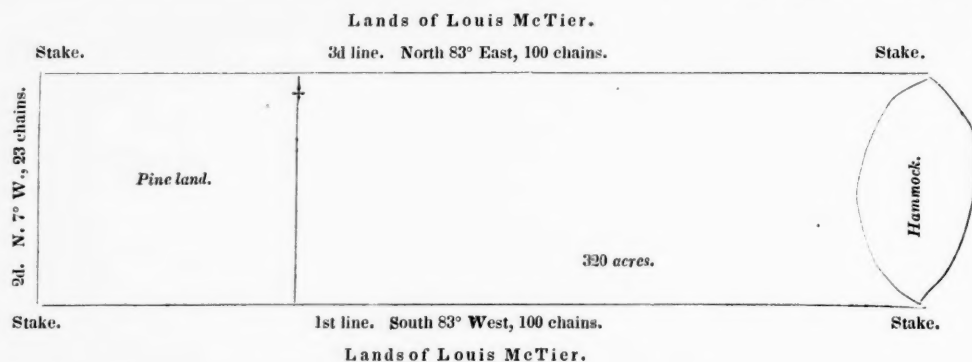 Lands of Louis McTier.
Stake. 3d line. North 83° East, 100 chains. Stake.
2d. N. 7° W., 23 chains.
Pine land.
Hammock.
320 acres.
Stake. 1st line. South 83° West, 100 chains. Stake.
Lands of Louis McTier.